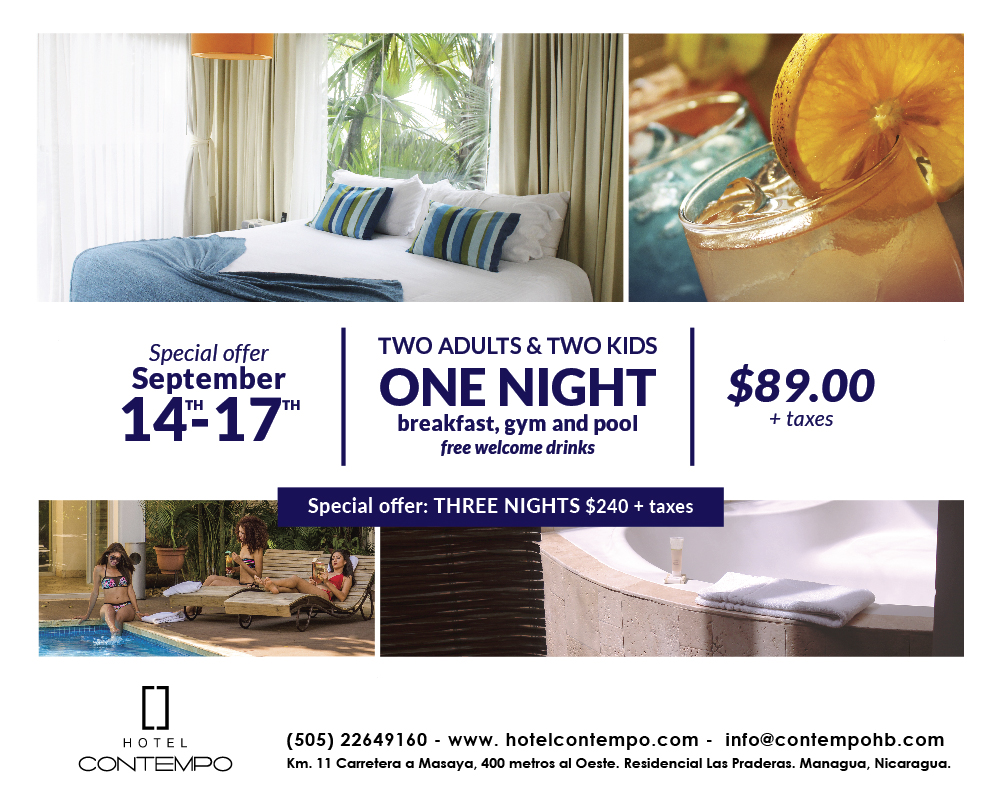 Special offer
September
14TH-17TH
TWO ADULTS & TWO KIDS
ONE NIGHT
breakfast, gym and pool
free welcome drinks
$89.00
+ taxes
Special offer: THREE NIGHTS $240 + taxes
HOTEL
CONTEMPO
(505) 22649160 - www. hotelcontempo.com - info@contempohb.com
Km. 11 Carretera a Masaya, 400 metros al Oeste. Residencial Las Praderas. Managua, Nicaragua.